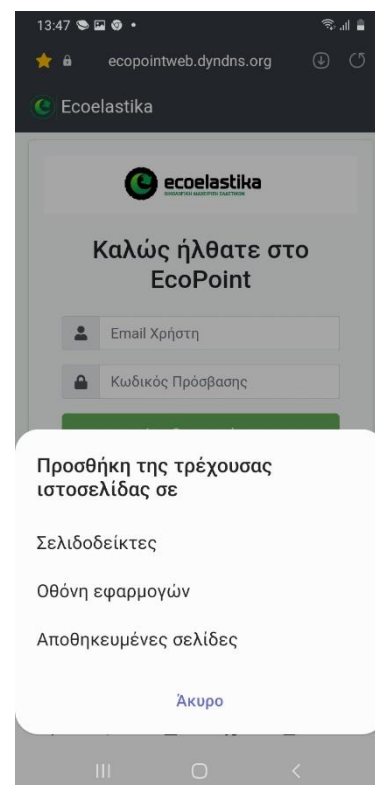 13:47
ecopointweb.dyndns.org
Ecoelastika
ecoelastika
Καλώς ήλθατε στο
EcoPoint
Email Χρήστη
Κωδικός Πρόσβασης
Προσθήκη της τρέχουσας
ιστοσελίδας σε
Σελιδοδείκτες
Οθόνη εφαρμογών
Αποθηκευμένες σελίδες
Άκυρο